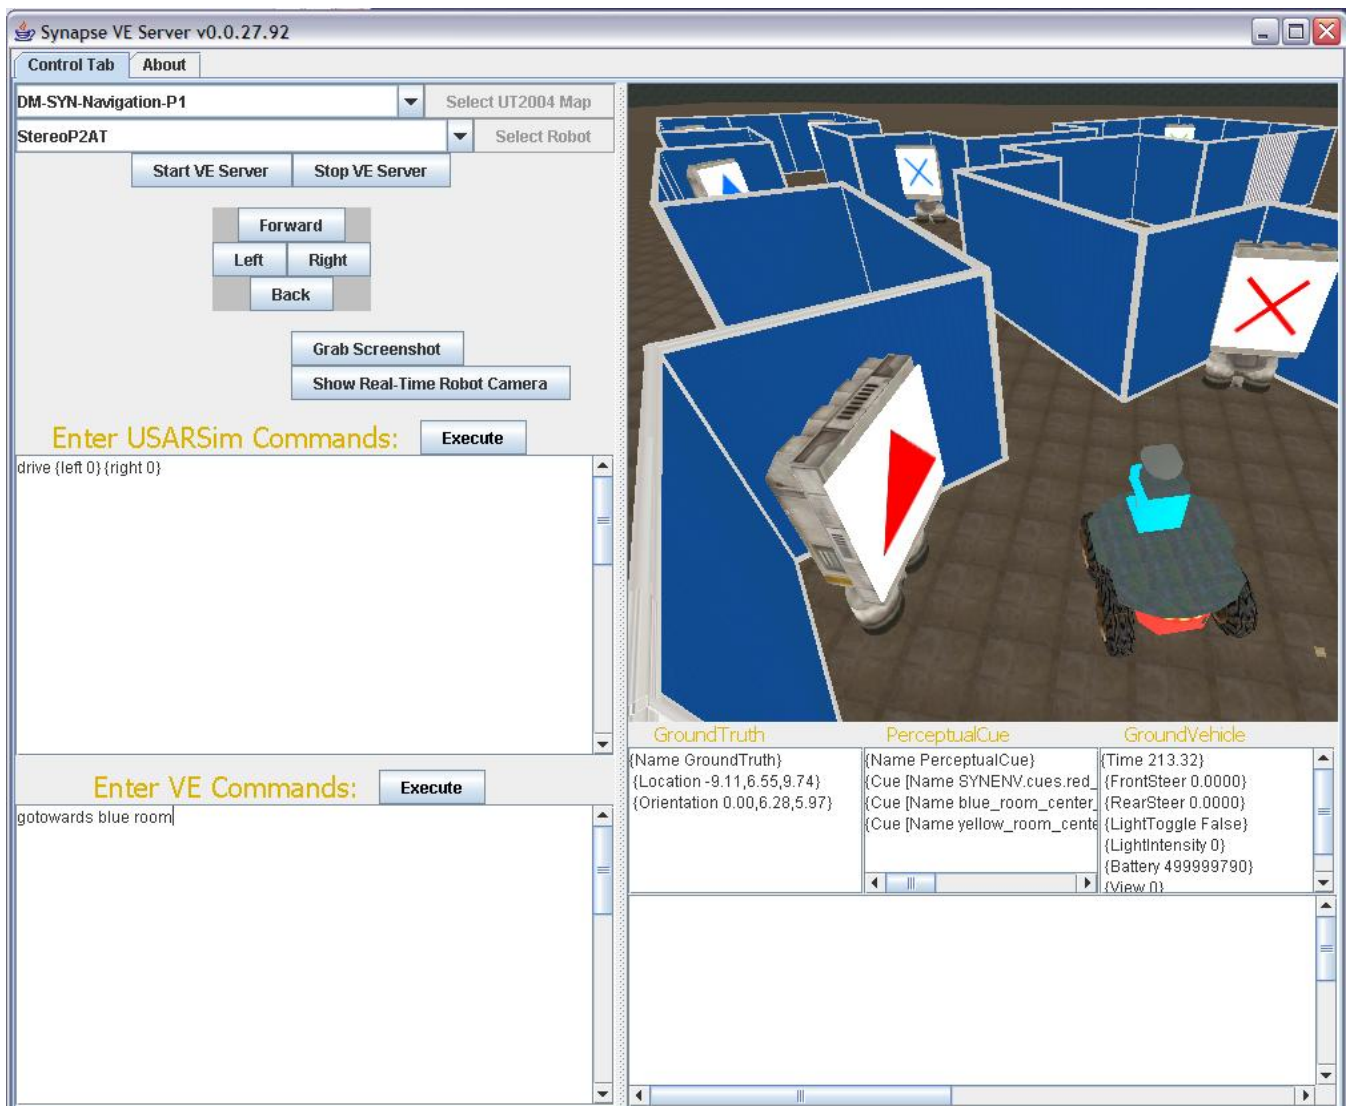 Synapse VE Server v0.0.27.92
Control Tab About
DM-SYN-Navigation-P1 Select UT2004 Map
StereoP2AT Select Robot
Start VE Server Stop VE Server
Forward
Left Right
Back
Grab Screenshot
Show Real-Time Robot Camera
Enter USARSim Commands: Execute
drive {left 0} {right 0}
Enter VE Commands: Execute
gotowards blue room
GroundTruth PerceptualCue GroundVehicle
{Name GroundTruth}
{Location -9.11,6.55,9.74}
{Orientation 0.00,6.28,5.97}
{Name PerceptualCue}
{Cue [Name SYNENV.cues.red_
{Cue [Name blue_room_center_
{Cue [Name yellow_room_cente
{Time 213.32}
{FrontSteer 0.0000}
{RearSteer 0.0000}
{LightToggle False}
{LightIntensity 0}
{Battery 499999790}
{View 0}